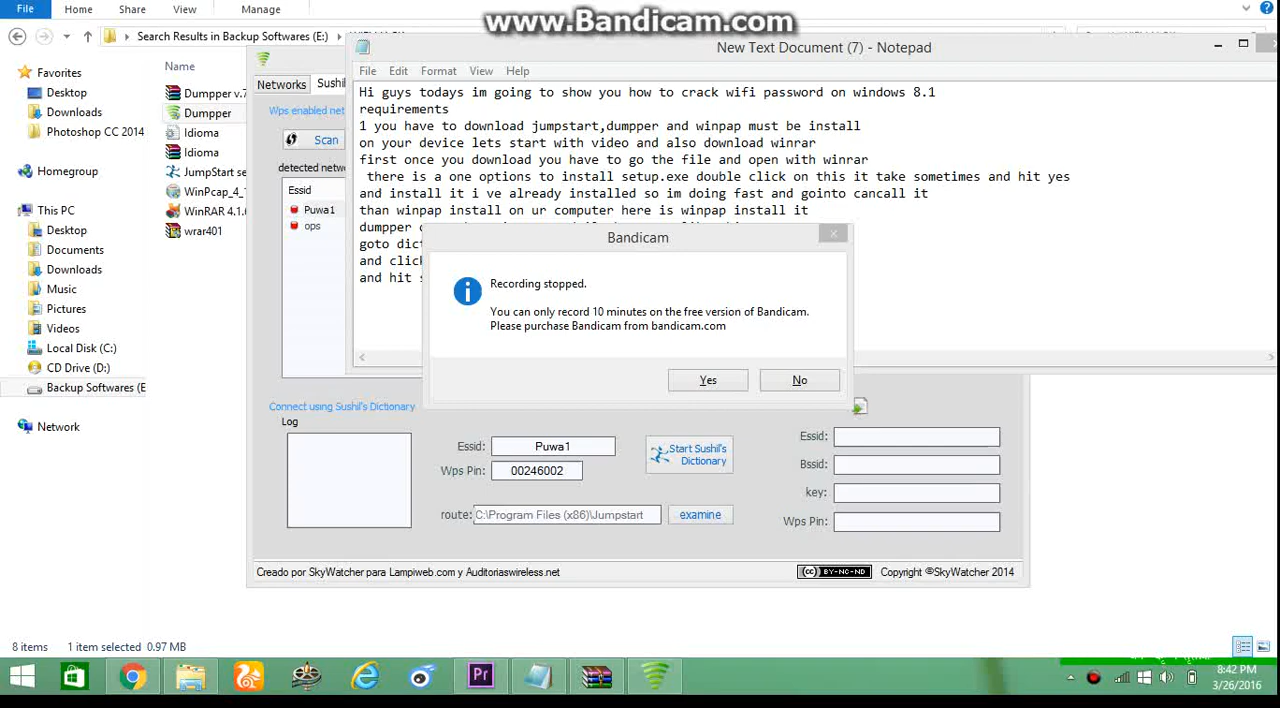 www.Bandicam.com
File Home Share View Manage
Search Results in Backup Softwares (E:)
New Text Document (7) - Notepad
File Edit Format View Help
Hi guys todays im going to show you how to crack wifi password on windows 8.1
requirements
1 you have to download jumpstart,dumpper and winpap must be install
on your device lets start with video and also download winrar
first once you download you have to go the file and open with winrar
there is a one options to install setup.exe double click on this it take sometimes and hit yes
and install it i ve already installed so im doing fast and gointo cancall it
than winpap install on ur computer here is winpap install it
dumpper
goto dict
and click
and hit s
Favorites
Desktop
Downloads
Photoshop CC 2014
Homegroup
This PC
Desktop
Documents
Downloads
Music
Pictures
Videos
Local Disk (C:)
CD Drive (D:)
Backup Softwares (E
Network
Name
Dumpper v.7
Dumpper
Idioma
Idioma
JumpStart se
WinPcap_4_
WinRAR 4.1.6
wrar401
Networks Sushil
Wps enabled net
Scan
detected netw
Essid
Puwa1
ops
Bandicam
Recording stopped.
You can only record 10 minutes on the free version of Bandicam.
Please purchase Bandicam from bandicam.com
Yes No
Connect using Sushil's Dictionary
Log
Essid: Puwa1
Wps Pin: 00246002
Start Sushil's
Dictionary
route: C:\Program Files (x86)\Jumpstart examine
Essid:
Bssid:
key:
Wps Pin:
Creado por SkyWatcher para Lampiweb.com y Auditoriaswireless.net
(cc) BY-NC-ND Copyright ©SkyWatcher 2014
8 items 1 item selected 0.97 MB
Pr
8:42 PM
3/26/2016